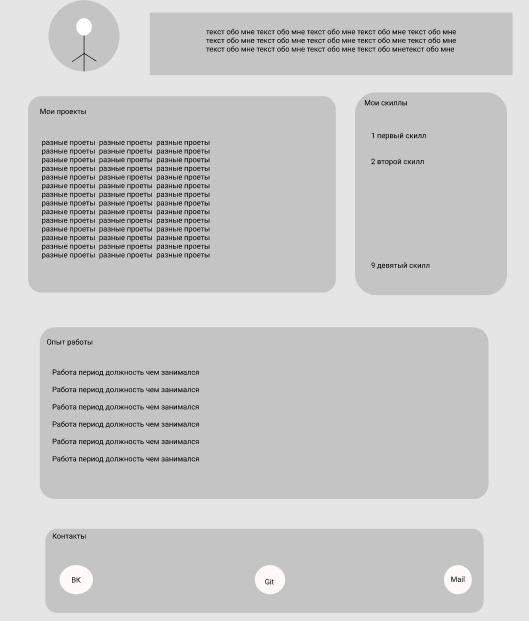 текст обо мне текст обо мне текст обо мне текст обо мне текст обо мне
текст обо мне текст обо мне текст обо мне текст обо мне текст обо мне
текст обо мне текст обо мне текст обо мне текст обо мнетекст обо мне
Мои проекты
разные проеты разные проеты разные проеты
разные проеты разные проеты разные проеты
разные проеты разные проеты разные проеты
разные проеты разные проеты разные проеты
разные проеты разные проеты разные проеты
разные проеты разные проеты разные проеты
разные проеты разные проеты разные проеты
разные проеты разные проеты разные проеты
разные проеты разные проеты разные проеты
разные проеты разные проеты разные проеты
разные проеты разные проеты разные проеты
разные проеты разные проеты разные проеты
разные проеты разные проеты разные проеты
разные проеты разные проеты разные проеты
Мои скиллы
1 первый скилл
2 второй скилл
9 девятый скилл
Опыт работы
Работа период должность чем занимался
Работа период должность чем занимался
Работа период должность чем занимался
Работа период должность чем занимался
Работа период должность чем занимался
Работа период должность чем занимался
Контакты
ВК
Git
Mail